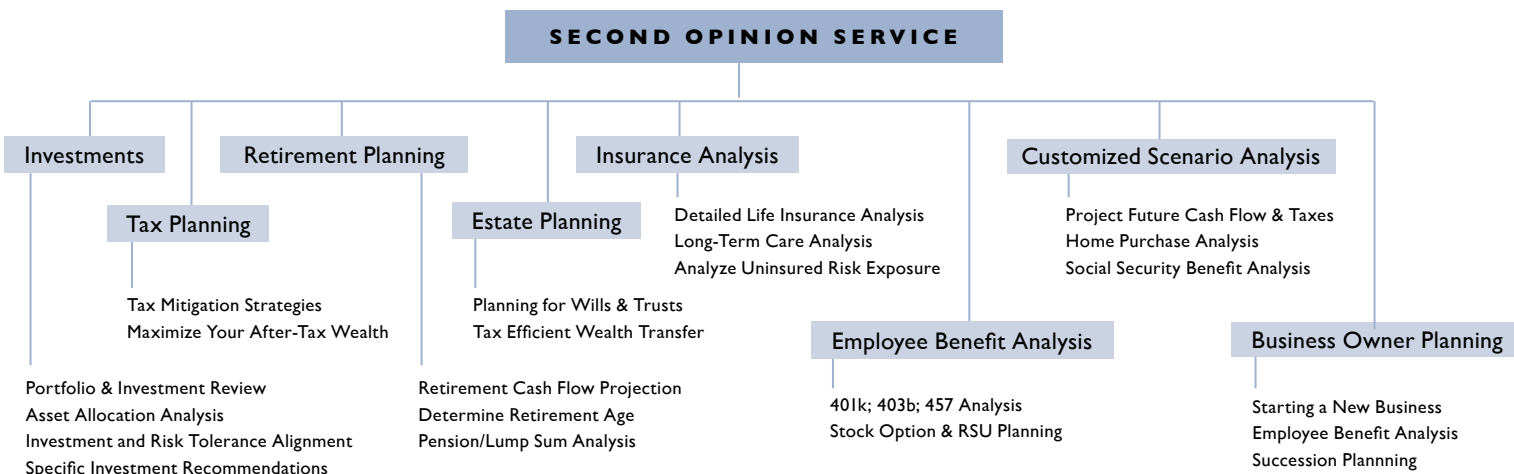 SECOND OPINION SERVICE
Investments
Portfolio & Investment Review
Asset Allocation Analysis
Investment and Risk Tolerance Alignment
Specific Investment Recommendations
Tax Planning
Tax Mitigation Strategies
Maximize Your After-Tax Wealth
Retirement Planning
Retirement Cash Flow Projection
Determine Retirement Age
Pension/Lump Sum Analysis
Estate Planning
Planning for Wills & Trusts
Tax Efficient Wealth Transfer
Insurance Analysis
Detailed Life Insurance Analysis
Long-Term Care Analysis
Analyze Uninsured Risk Exposure
Employee Benefit Analysis
401k; 403b; 457 Analysis
Stock Option & RSU Planning
Customized Scenario Analysis
Project Future Cash Flow & Taxes
Home Purchase Analysis
Social Security Benefit Analysis
Business Owner Planning
Starting a New Business
Employee Benefit Analysis
Succession Plannning